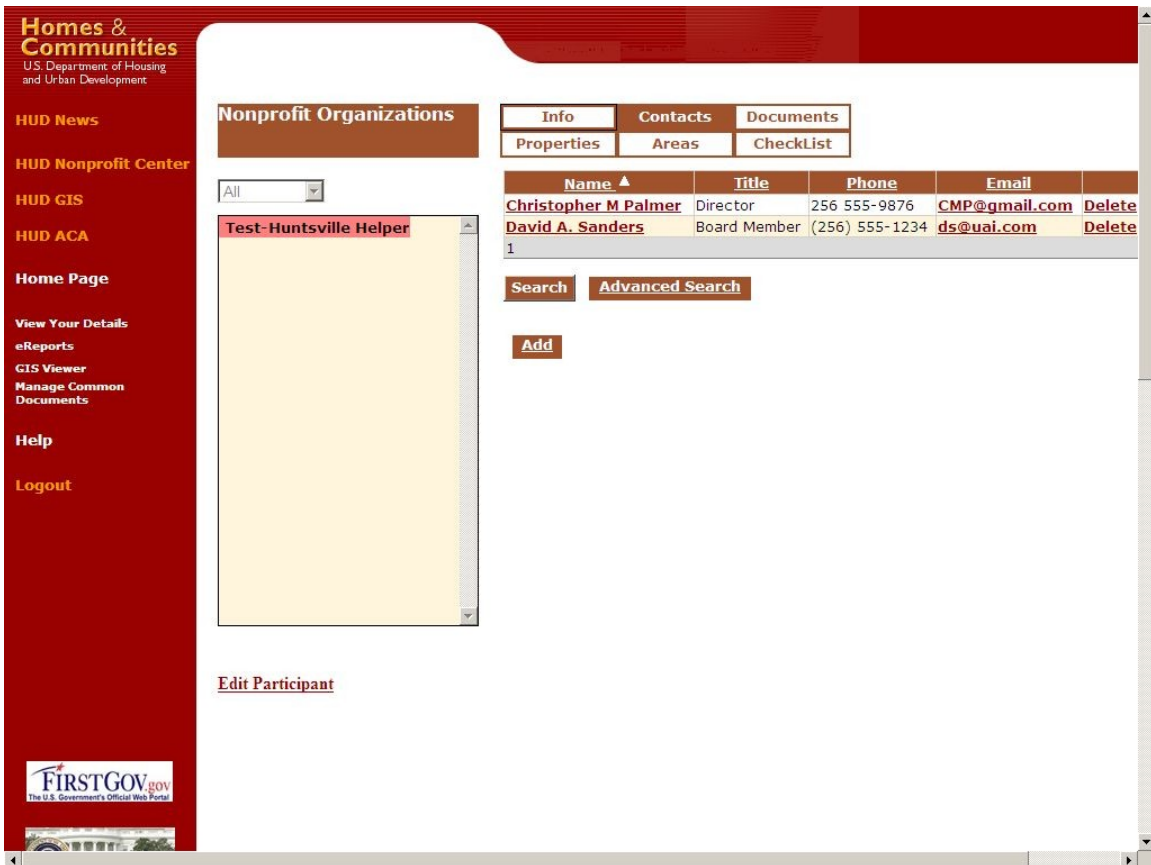 Homes &
Communities
U.S. Department of Housing
and Urban Development
HUD News
HUD Nonprofit Center
HUD GIS
HUD ACA
Home Page
View Your Details
eReports
GIS Viewer
Manage Common
Documents
Help
Logout
FIRSTGOV.gov
The U.S. Government's Official Web Portal
Nonprofit Organizations
All
Test-Huntsville Helper
Edit Participant
Info Contacts Documents
Properties Areas CheckList
Name Title Phone Email
Christopher M Palmer Director 256 555-9876 CMP@gmail.com Delete
David A. Sanders Board Member (256) 555-1234 ds@uai.com Delete
1
Search Advanced Search
Add